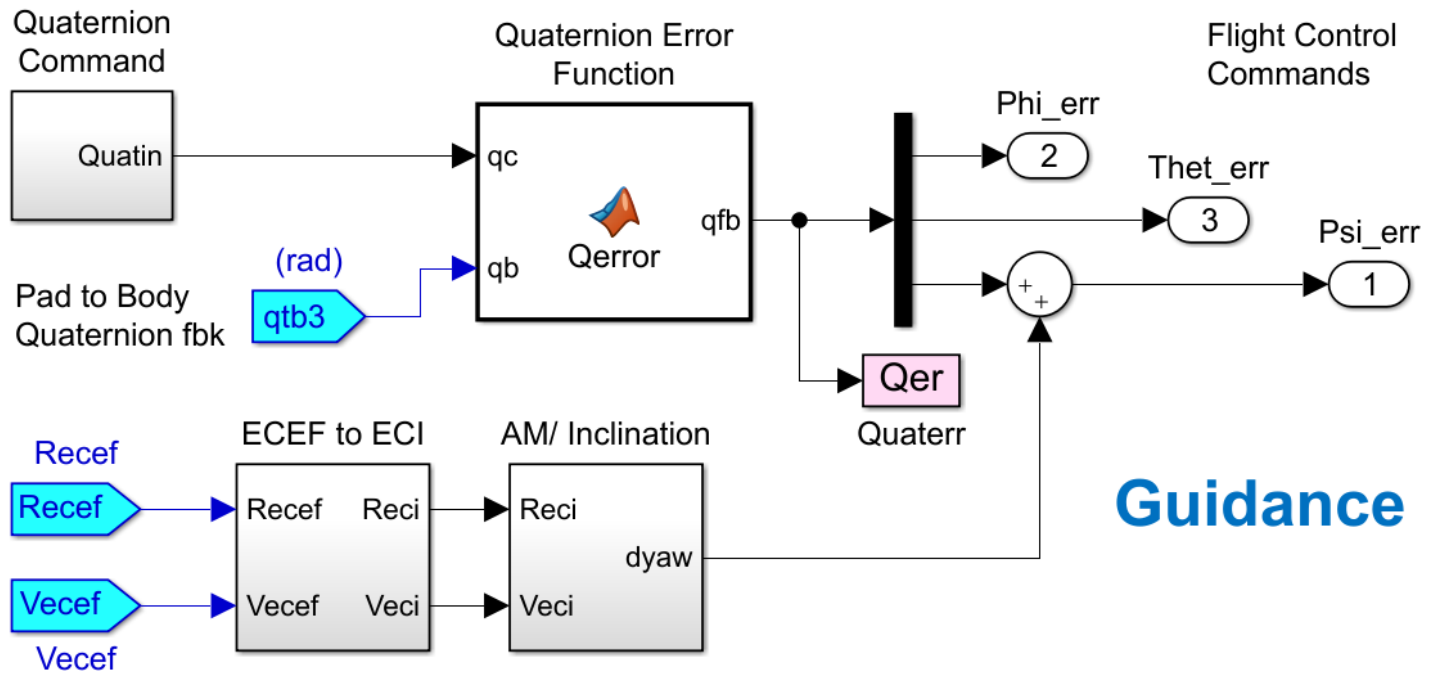 Quaternion
Command
Quatin
Quaternion Error
Function
qc
qb
qfb
Qerror
Flight Control
Commands
Phi_err
2
Thet_err
3
Psi_err
1
+
+
(rad)
qtb3
Pad to Body
Quaternion fbk
Qer
Quaterr
Recef
Recef
Vecef
Vecef
ECEF to ECI
Recef
Reci
Vecef
Veci
AM/ Inclination
Reci
dyaw
Veci
Guidance